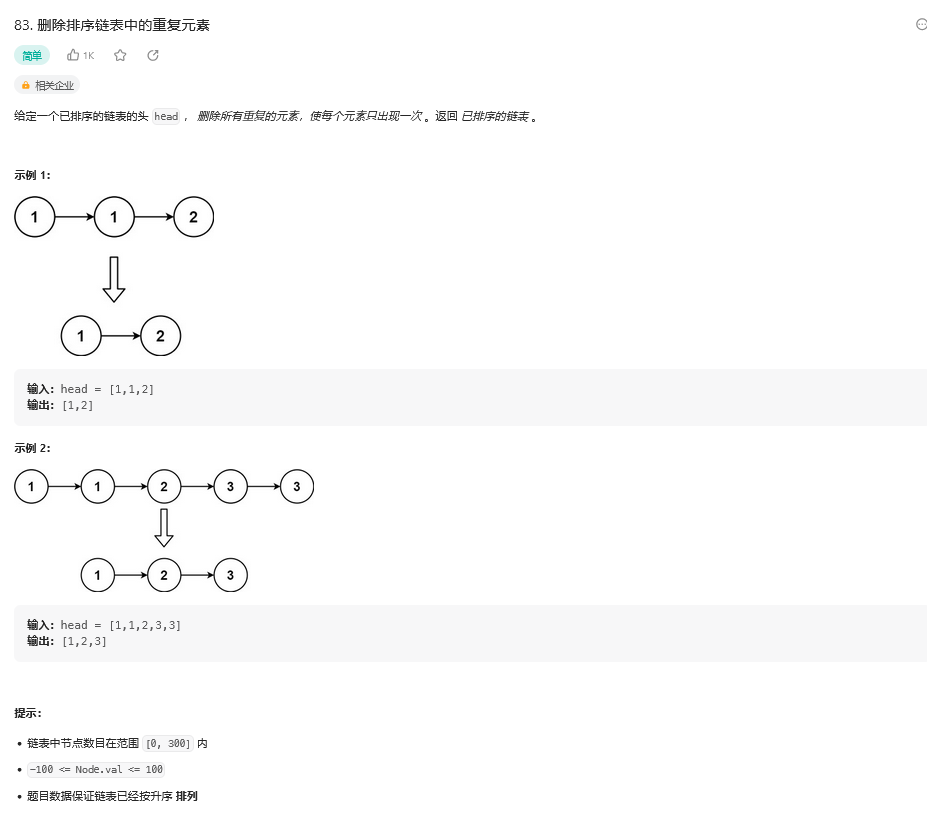 83. 删除排序链表中的重复元素
简单 1K
相关企业
给定一个已排序的链表的头 head ， 删除所有重复的元素，使每个元素只出现一次 。返回 已排序的链表 。
示例 1：
1 1 2
1 2
输入：head = [1,1,2]
输出：[1,2]
示例 2：
1 1 2 3 3
1 2 3
输入：head = [1,1,2,3,3]
输出：[1,2,3]
提示：
• 链表中节点数目在范围 [0, 300] 内
• -100 <= Node.val <= 100
• 题目数据保证链表已经按升序 排列